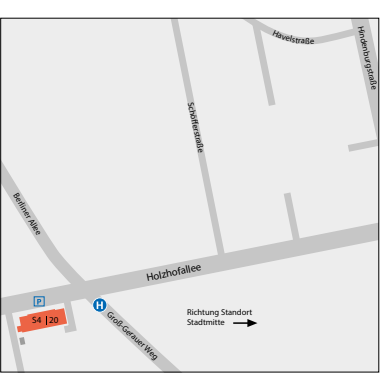 Havelstraße
Hindenburgstraße
Schöfferstraße
Berliner Allee
Holzhofallee
P
H
S4 | 20
Groß-Gerauer Weg
Richtung Standort
Stadtmitte